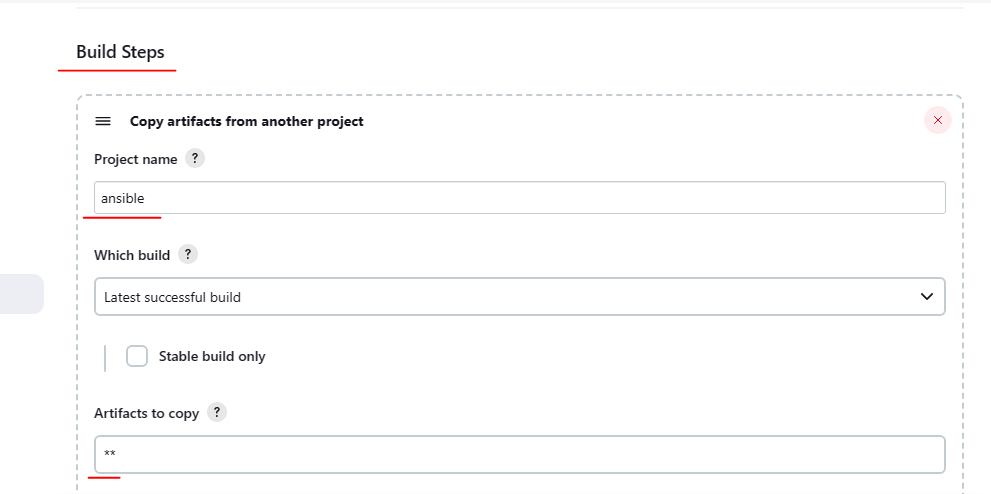 Build Steps
Copy artifacts from another project
Project name ?
ansible
Which build ?
Latest successful build
Stable build only
Artifacts to copy ?
**